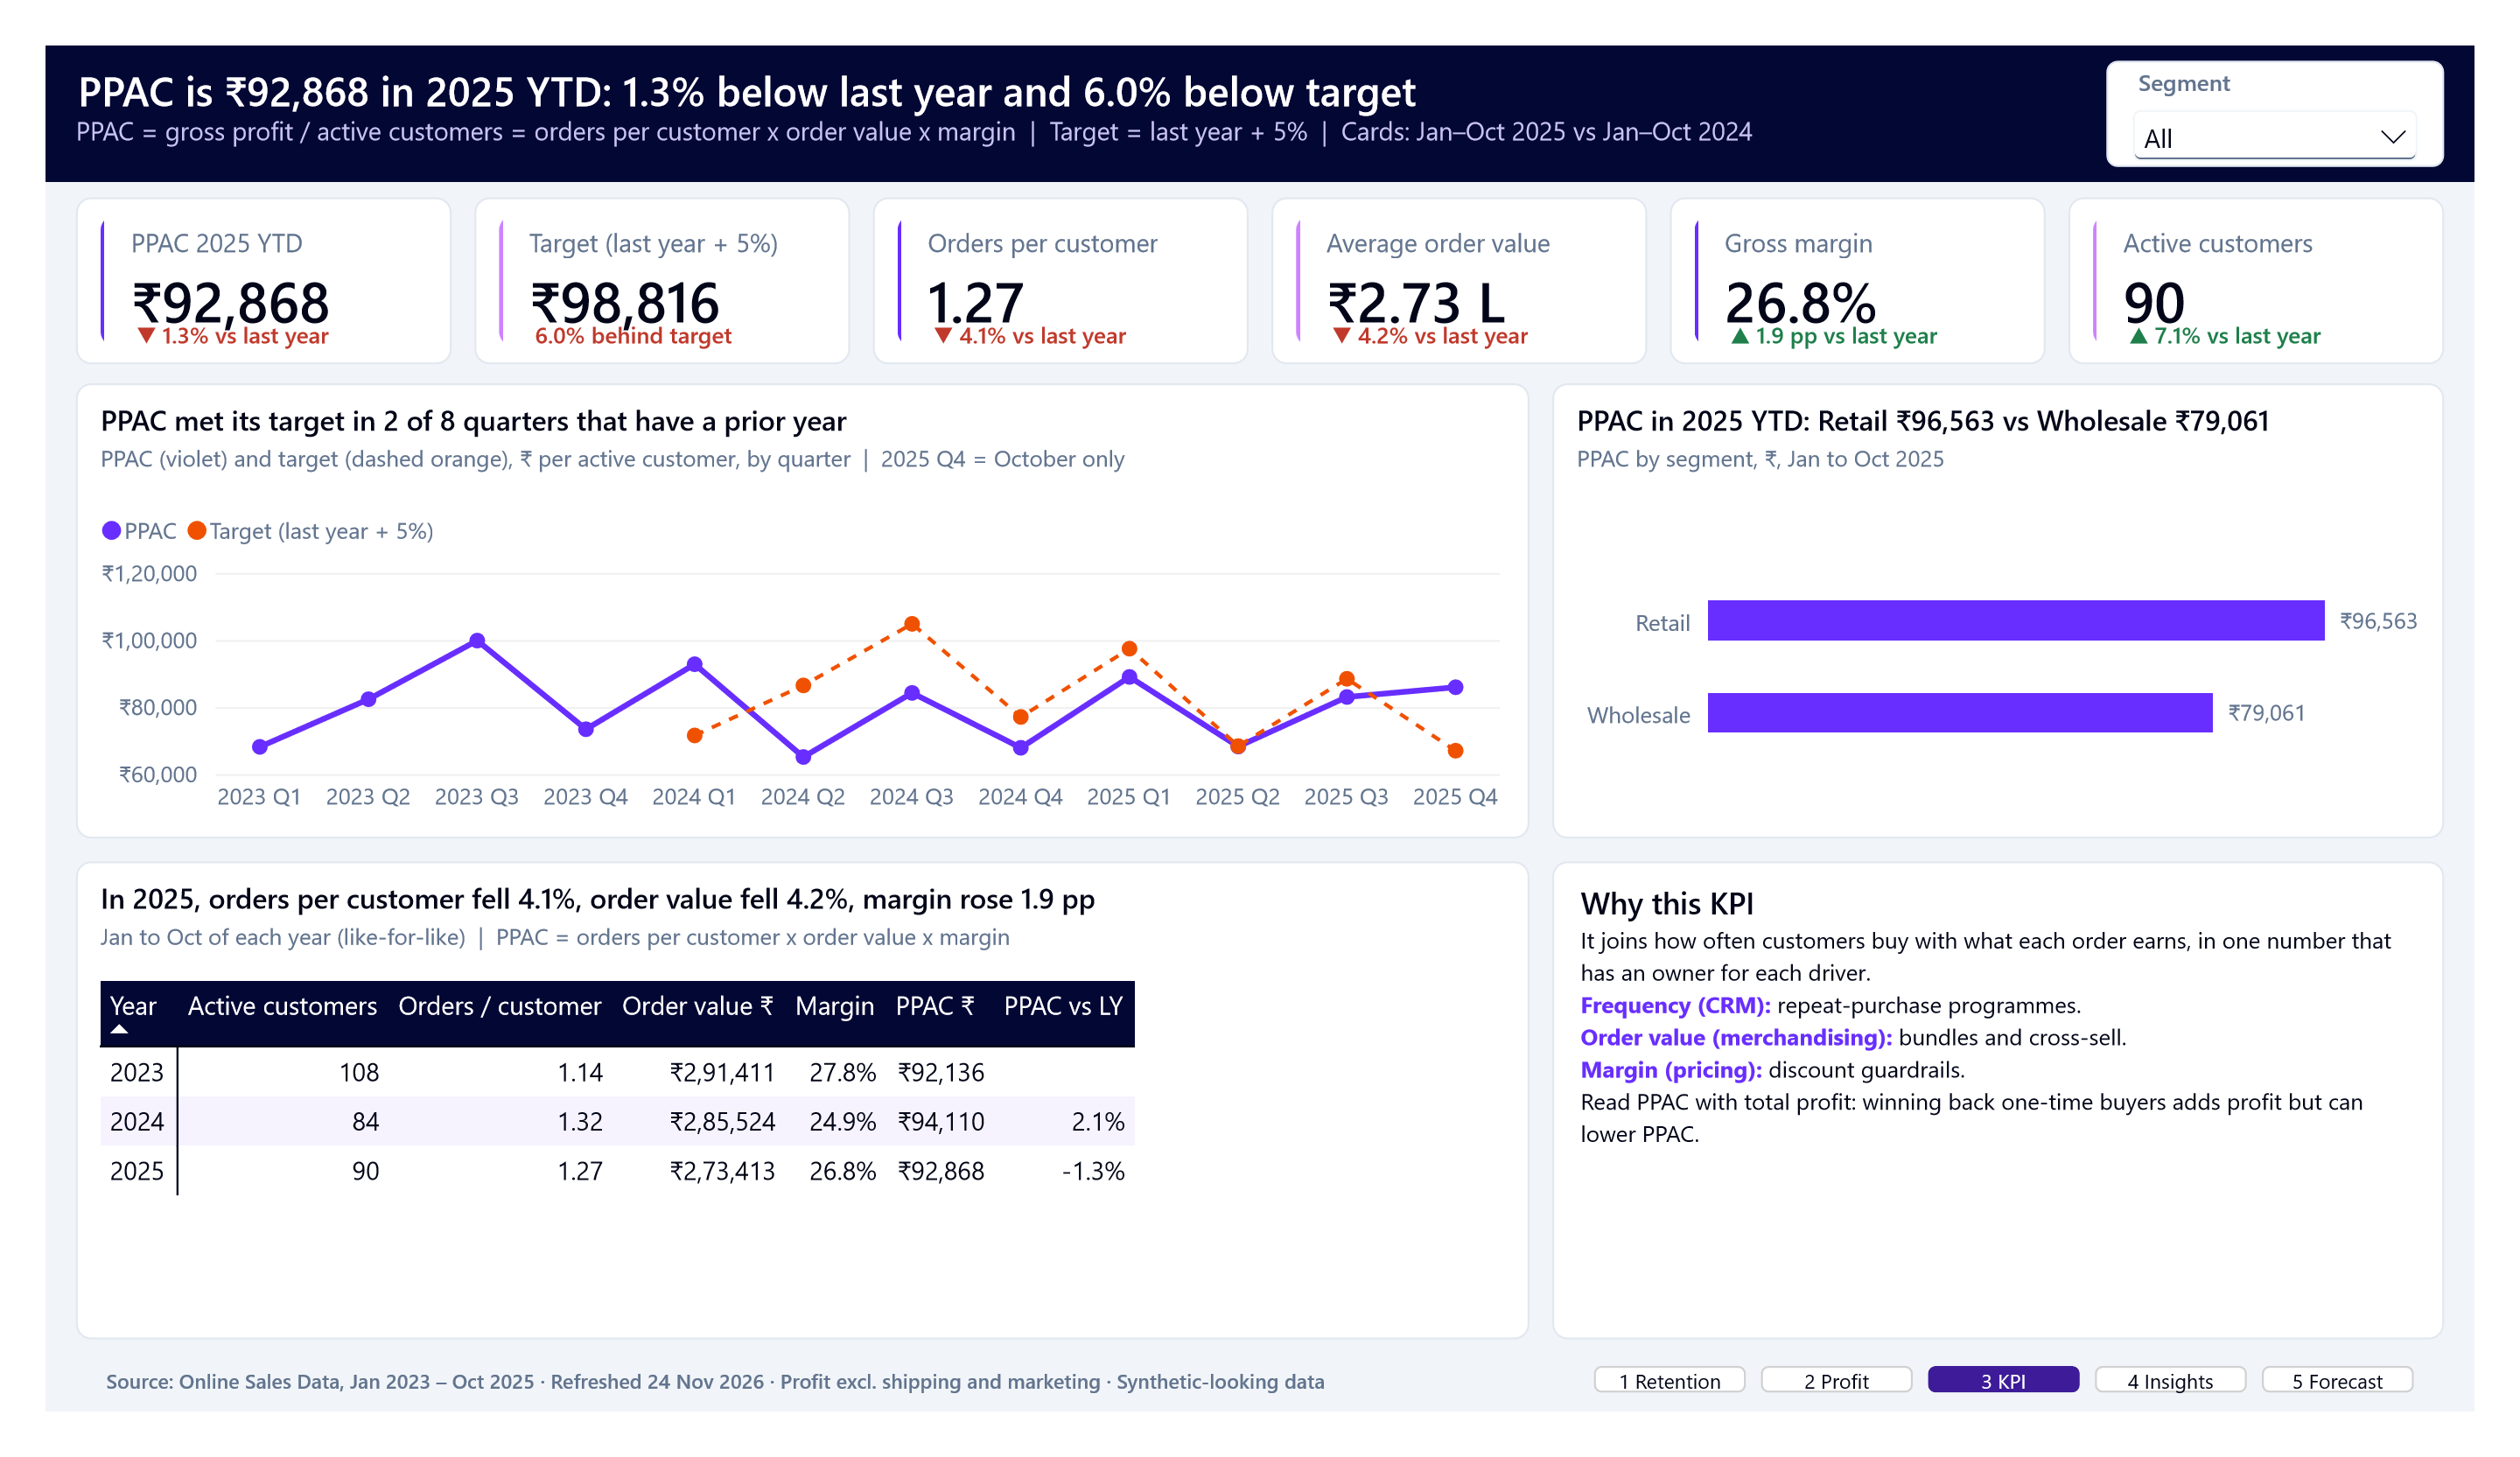 PPAC is ₹92,868 in 2025 YTD: 1.3% below last year and 6.0% below target
PPAC = gross profit / active customers = orders per customer x order value x margin | Target = last year + 5% | Cards: Jan–Oct 2025 vs Jan–Oct 2024
Segment
All
PPAC 2025 YTD
₹92,868
▼ 1.3% vs last year
Target (last year + 5%)
₹98,816
6.0% behind target
Orders per customer
1.27
▼ 4.1% vs last year
Average order value
₹2.73 L
▼ 4.2% vs last year
Gross margin
26.8%
▲ 1.9 pp vs last year
Active customers
90
▲ 7.1% vs last year
PPAC met its target in 2 of 8 quarters that have a prior year
PPAC (violet) and target (dashed orange), ₹ per active customer, by quarter | 2025 Q4 = October only
PPAC Target (last year + 5%)
₹1,20,000
₹1,00,000
₹80,000
₹60,000
2023 Q1 2023 Q2 2023 Q3 2023 Q4 2024 Q1 2024 Q2 2024 Q3 2024 Q4 2025 Q1 2025 Q2 2025 Q3 2025 Q4
PPAC in 2025 YTD: Retail ₹96,563 vs Wholesale ₹79,061
PPAC by segment, ₹, Jan to Oct 2025
Retail ₹96,563
Wholesale ₹79,061
In 2025, orders per customer fell 4.1%, order value fell 4.2%, margin rose 1.9 pp
Jan to Oct of each year (like-for-like) | PPAC = orders per customer x order value x margin
Year Active customers Orders / customer Order value ₹ Margin PPAC ₹ PPAC vs LY
2023 108 1.14 ₹2,91,411 27.8% ₹92,136
2024 84 1.32 ₹2,85,524 24.9% ₹94,110 2.1%
2025 90 1.27 ₹2,73,413 26.8% ₹92,868 -1.3%
Why this KPI
It joins how often customers buy with what each order earns, in one number that
has an owner for each driver.
Frequency (CRM): repeat-purchase programmes.
Order value (merchandising): bundles and cross-sell.
Margin (pricing): discount guardrails.
Read PPAC with total profit: winning back one-time buyers adds profit but can
lower PPAC.
Source: Online Sales Data, Jan 2023 – Oct 2025 · Refreshed 24 Nov 2026 · Profit excl. shipping and marketing · Synthetic-looking data
1 Retention 2 Profit 3 KPI 4 Insights 5 Forecast